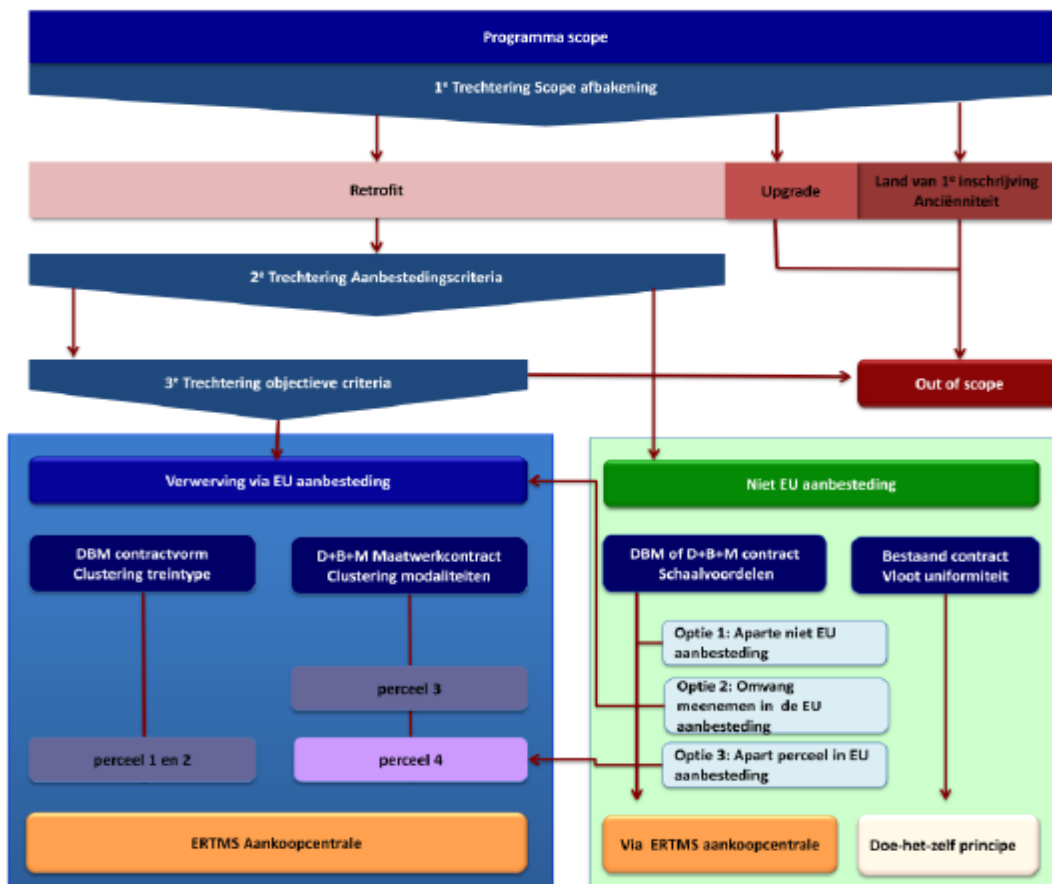 Programma scope
1e Trechtering Scope afbakening
Retrofit
Upgrade
Land van 1e inschrijving
Anciënniteit
2e Trechtering Aanbestedingscriteria
3e Trechtering objectieve criteria
Out of scope
Verwerving via EU aanbesteding
Niet EU aanbesteding
DBM contractvorm
Clustering treintype
D+B+M Maatwerkcontract
Clustering modaliteiten
DBM of D+B+M contract
Schaalvoordelen
Bestaand contract
Vloot uniformiteit
Optie 1: Aparte niet EU
aanbesteding
perceel 3
Optie 2: Omvang
meenemen in de EU
aanbesteding
perceel 1 en 2
perceel 4
Optie 3: Apart perceel in EU
aanbesteding
ERTMS Aankoopcentrale
Via ERTMS aankoopcentrale
Doe-het-zelf principe